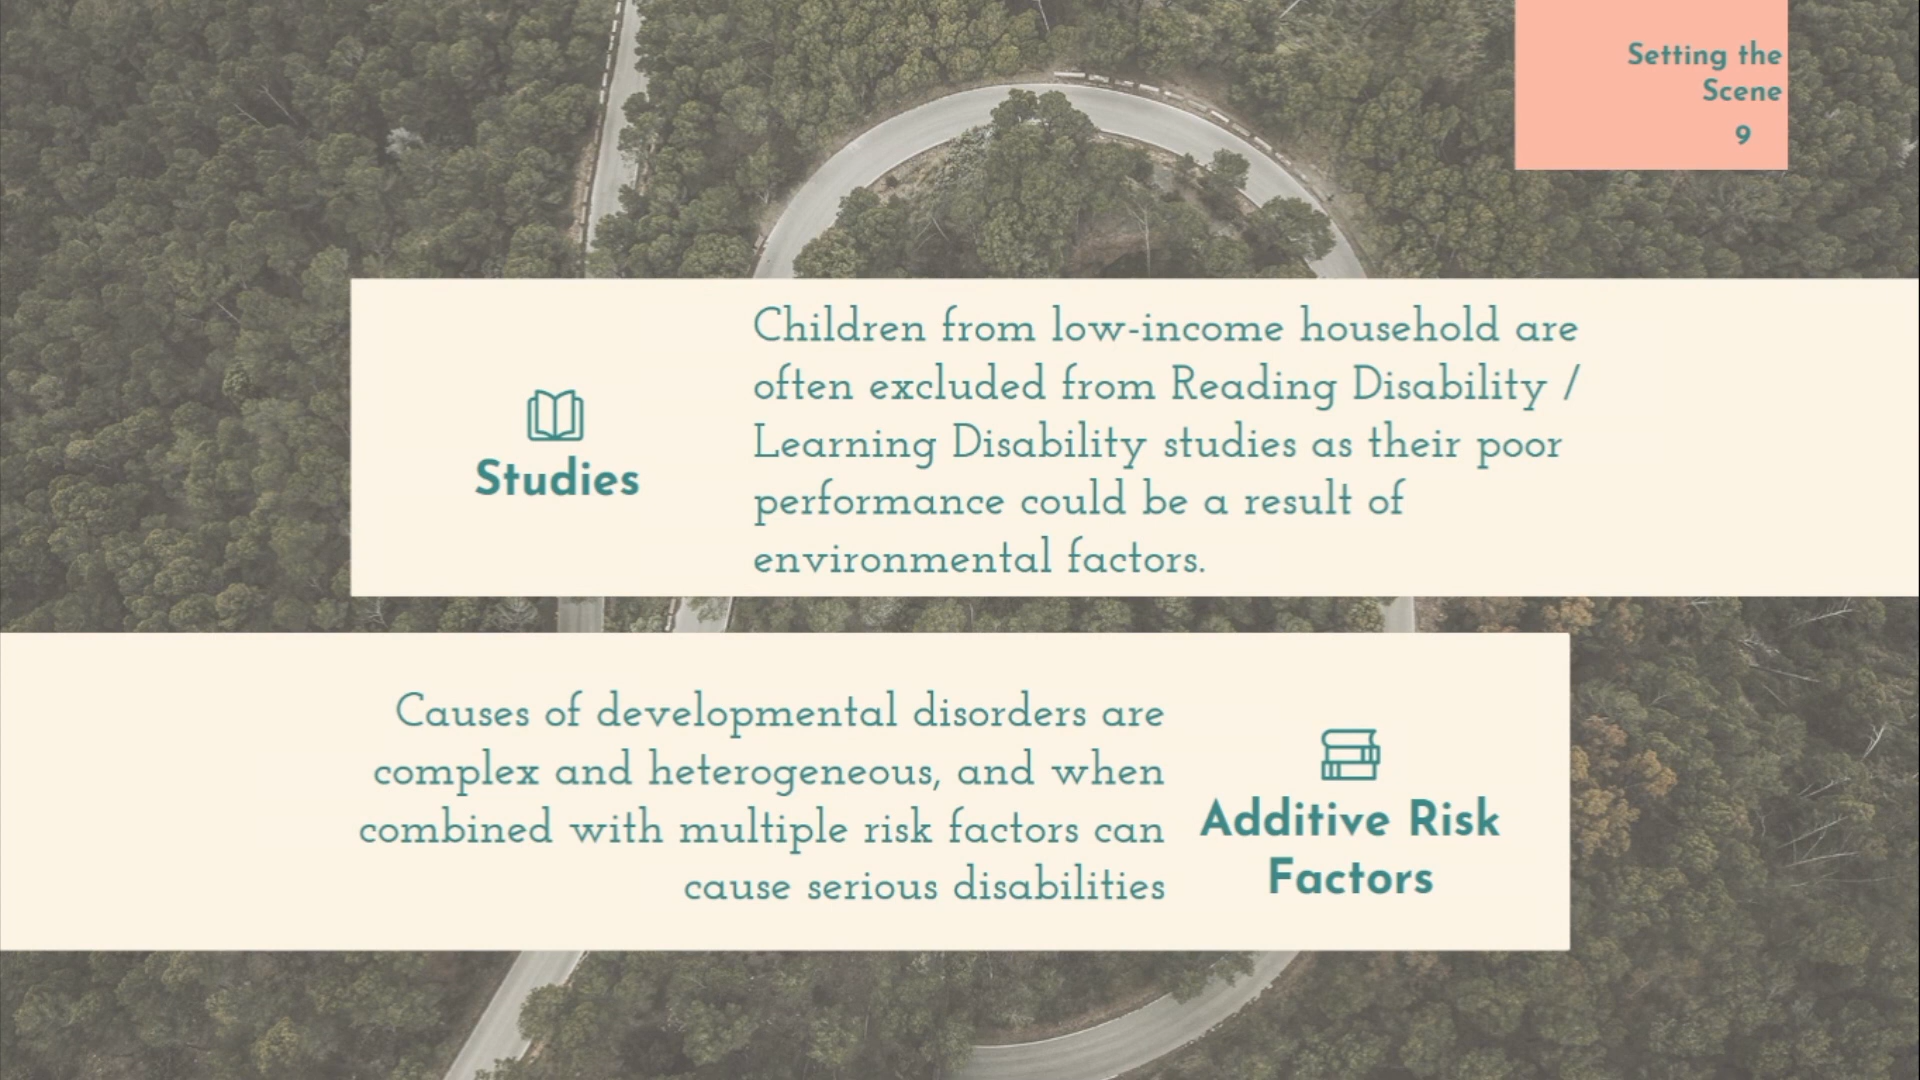 Setting the
Scene
9
Studies
Children from low-income household are
often excluded from Reading Disability /
Learning Disability studies as their poor
performance could be a result of
environmental factors.
Causes of developmental disorders are
complex and heterogeneous, and when
combined with multiple risk factors can
cause serious disabilities
Additive Risk
Factors